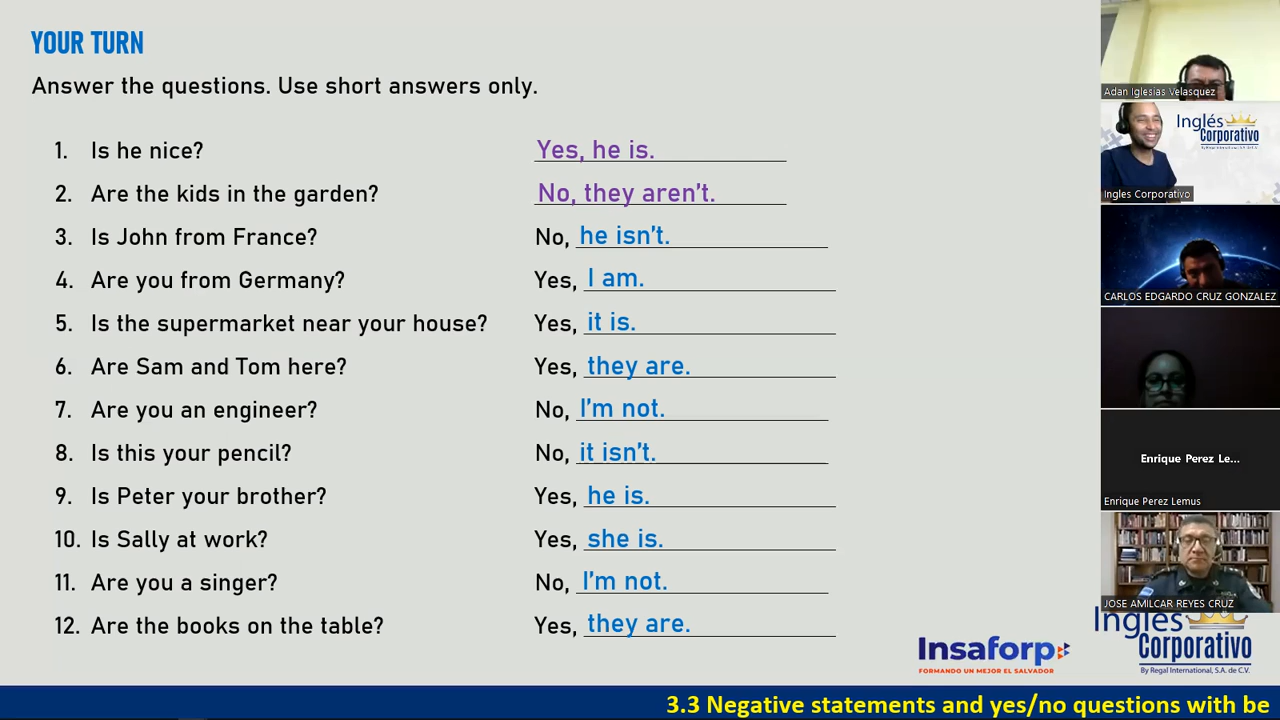 YOUR TURN
Answer the questions. Use short answers only.
1. Is he nice? Yes, he is.
2. Are the kids in the garden? No, they aren't.
3. Is John from France? No, he isn't.
4. Are you from Germany? Yes, I am.
5. Is the supermarket near your house? Yes, it is.
6. Are Sam and Tom here? Yes, they are.
7. Are you an engineer? No, I'm not.
8. Is this your pencil? No, it isn't.
9. Is Peter your brother? Yes, he is.
10. Is Sally at work? Yes, she is.
11. Are you a singer? No, I'm not.
12. Are the books on the table? Yes, they are.
Adan Iglesias Velasquez
Inglés
Corporativo
By Regal International, S.A. de C.V.
Ingles Corporativo
CARLOS EDGARDO CRUZ GONZALEZ
Enrique Perez Le...
Enrique Perez Lemus
JOSE AMILCAR REYES CRUZ
Insaforp
FORMANDO UN MEJOR EL SALVADOR
Inglés
Corporativo
By Regal International, S.A. de C.V.
3.3 Negative statements and yes/no questions with be